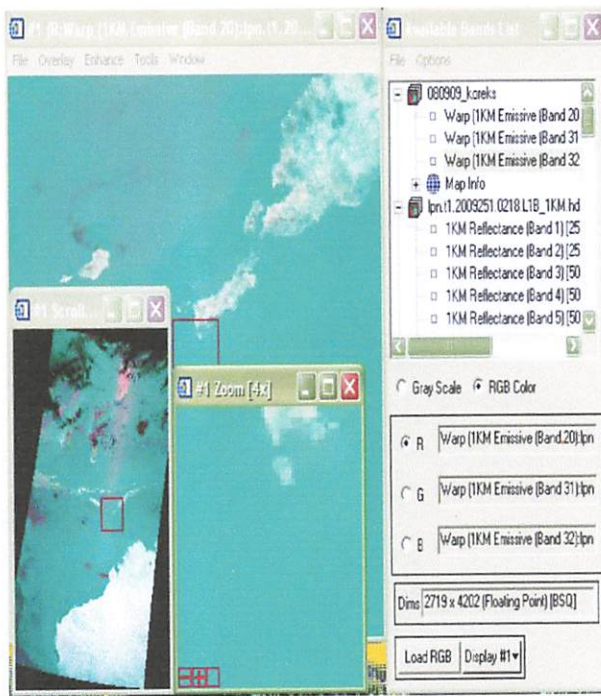 #1 (R:Warp (1KM Emissive (Band 20):lpn.t1.20...
File Overlay Enhance Tools Window
#1 Scroll...
#1 Zoom [4x]
Available Bands List
File Options
080909_koreks
Warp (1KM Emissive (Band 20
Warp (1KM Emissive (Band 31
Warp (1KM Emissive (Band 32
Map Info
lpn.t1.2009251.0218.L1B_1KM.hd
1KM Reflectance (Band 1) [25
1KM Reflectance (Band 2) [25
1KM Reflectance (Band 3) [50
1KM Reflectance (Band 4) [50
1KM Reflectance (Band 5) [50
Gray Scale RGB Color
R Warp (1KM Emissive (Band 20):lpn
G Warp (1KM Emissive (Band 31):lpn
B Warp (1KM Emissive (Band 32):lpn
Dims 2719 x 4202 (Floating Point) [BSQ]
Load RGB Display #1